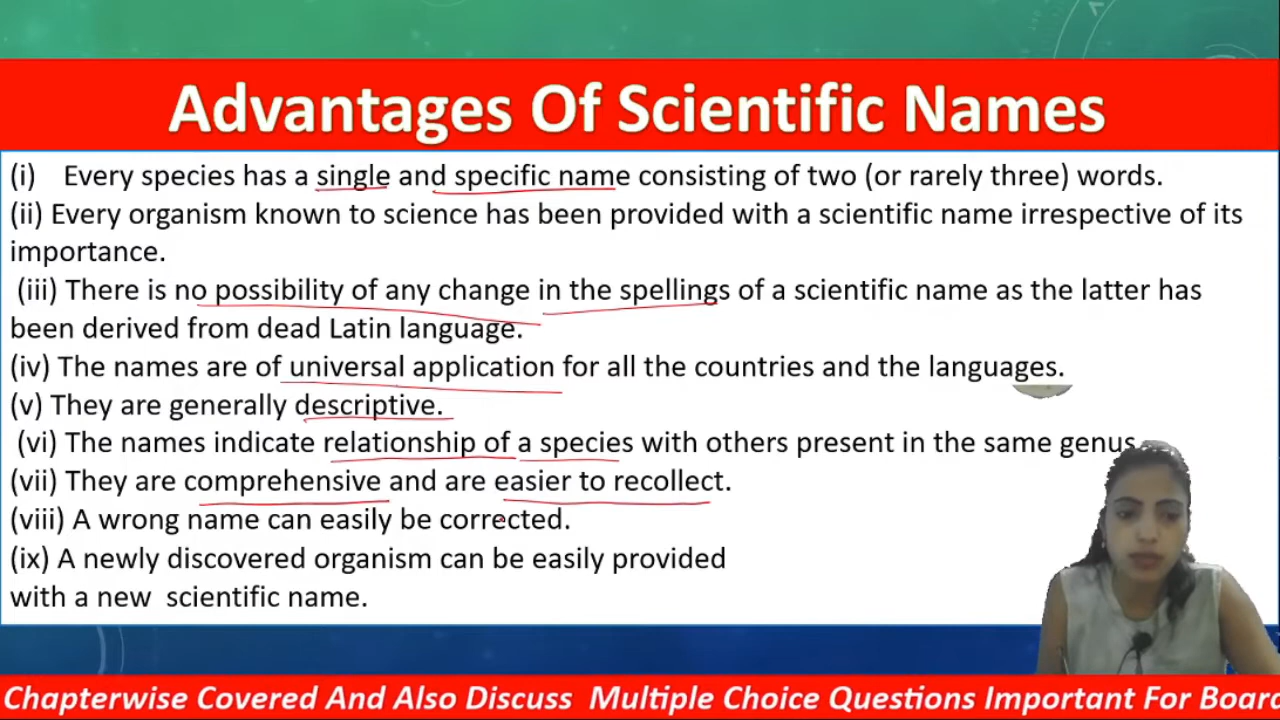 Advantages Of Scientific Names
(i) Every species has a single and specific name consisting of two (or rarely three) words.
(ii) Every organism known to science has been provided with a scientific name irrespective of its
importance.
(iii) There is no possibility of any change in the spellings of a scientific name as the latter has
been derived from dead Latin language.
(iv) The names are of universal application for all the countries and the languages.
(v) They are generally descriptive.
(vi) The names indicate relationship of a species with others present in the same genus
(vii) They are comprehensive and are easier to recollect.
(viii) A wrong name can easily be corrected.
(ix) A newly discovered organism can be easily provided
with a new scientific name.
Chapterwise Covered And Also Discuss Multiple Choice Questions Important For Board